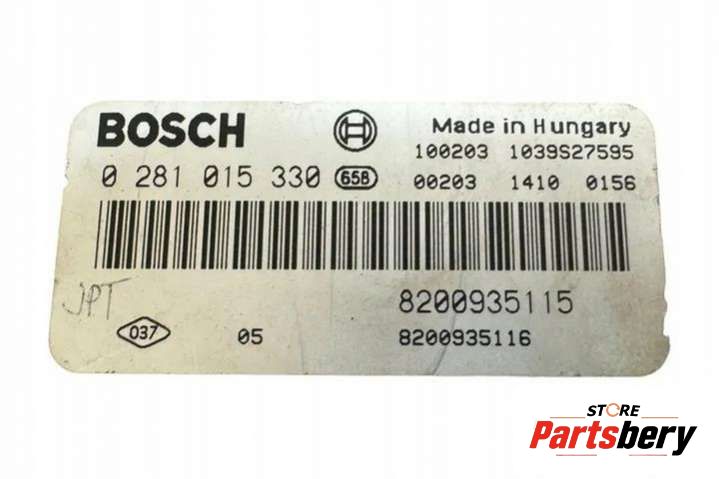 BOSCH
Made in Hungary
100203 1039S27595
0 281 015 330 65B
00203 1410 0156
JPT
8200935115
037 05 8200935116
STORE
Partsbery